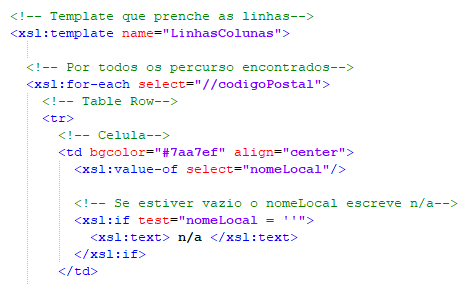 <!-- Template que prenche as linhas-->
<xsl:template name="LinhasColunas">
<!-- Por todos os percurso encontrados-->
<xsl:for-each select="//codigoPostal">
<!-- Table Row-->
<tr>
<!-- Celula-->
<td bgcolor="#7aa7ef" align="center">
<xsl:value-of select="nomeLocal"/>
<!-- Se estiver vazio o nomeLocal escreve n/a-->
<xsl:if test="nomeLocal = ''">
<xsl:text> n/a </xsl:text>
</xsl:if>
</td>